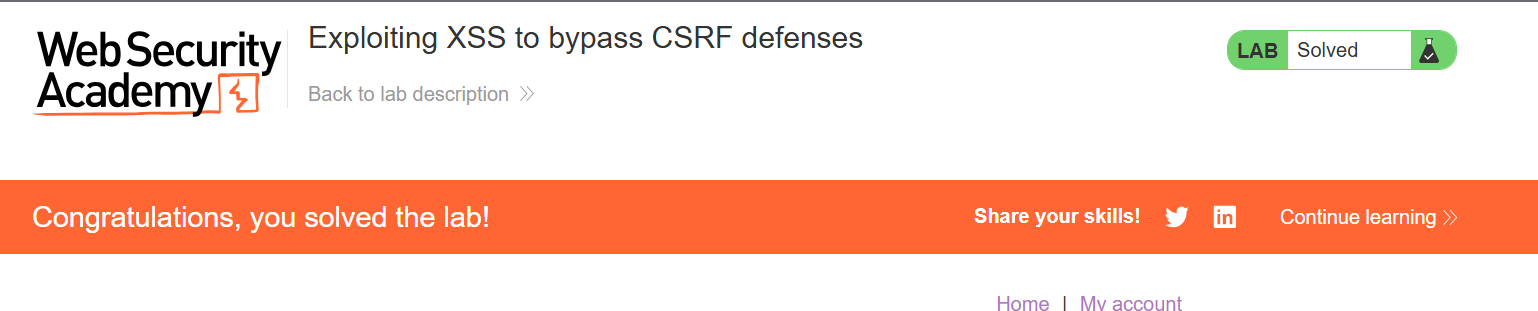 Web Security
Academy
Exploiting XSS to bypass CSRF defenses
Back to lab description
LAB Solved
Congratulations, you solved the lab!
Share your skills!
Continue learning
Home | My account